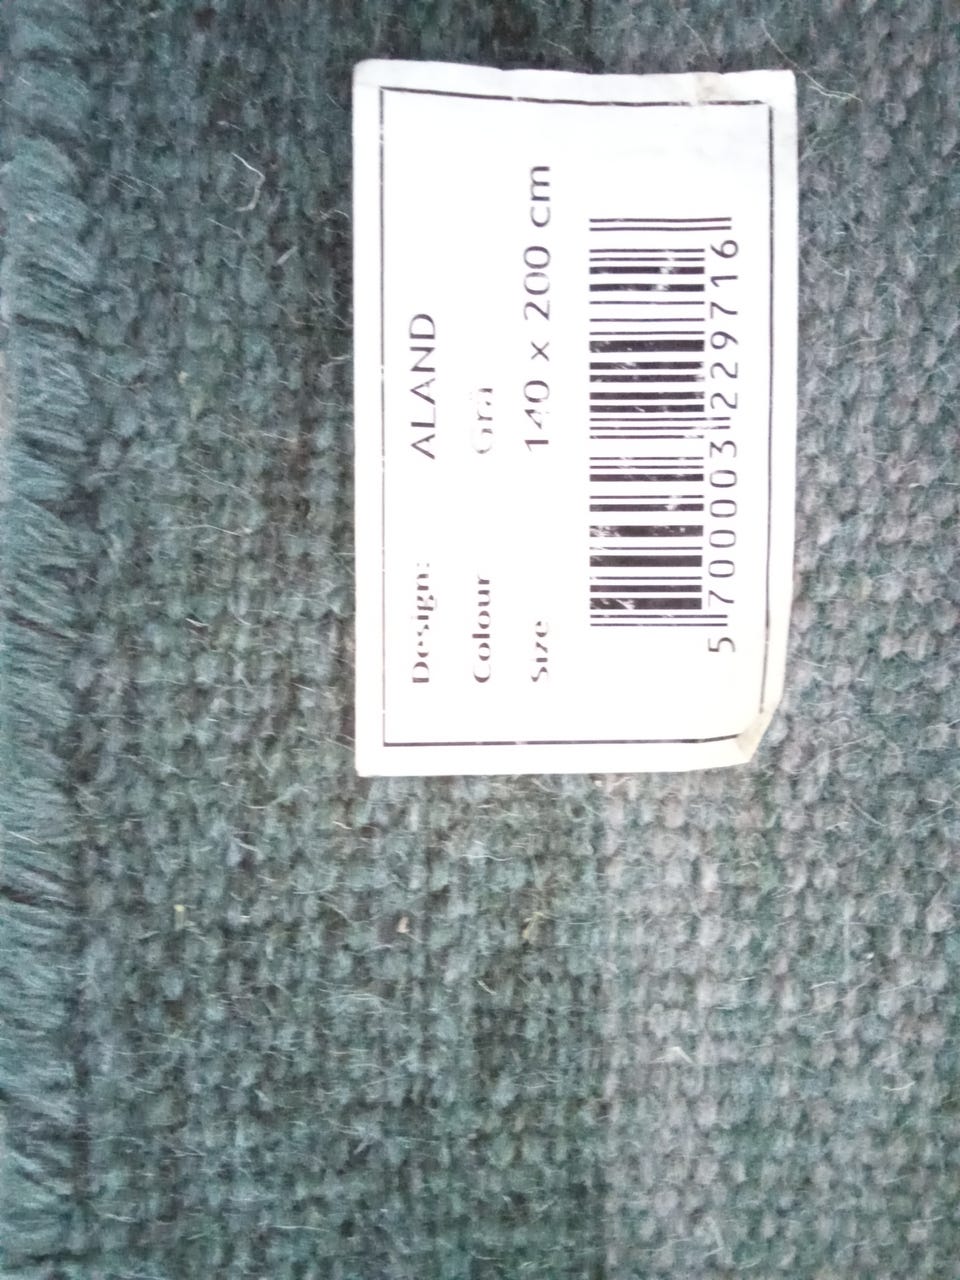 Design: ALAND
Colour Grå
Size 140 x 200 cm
5 700003 229716